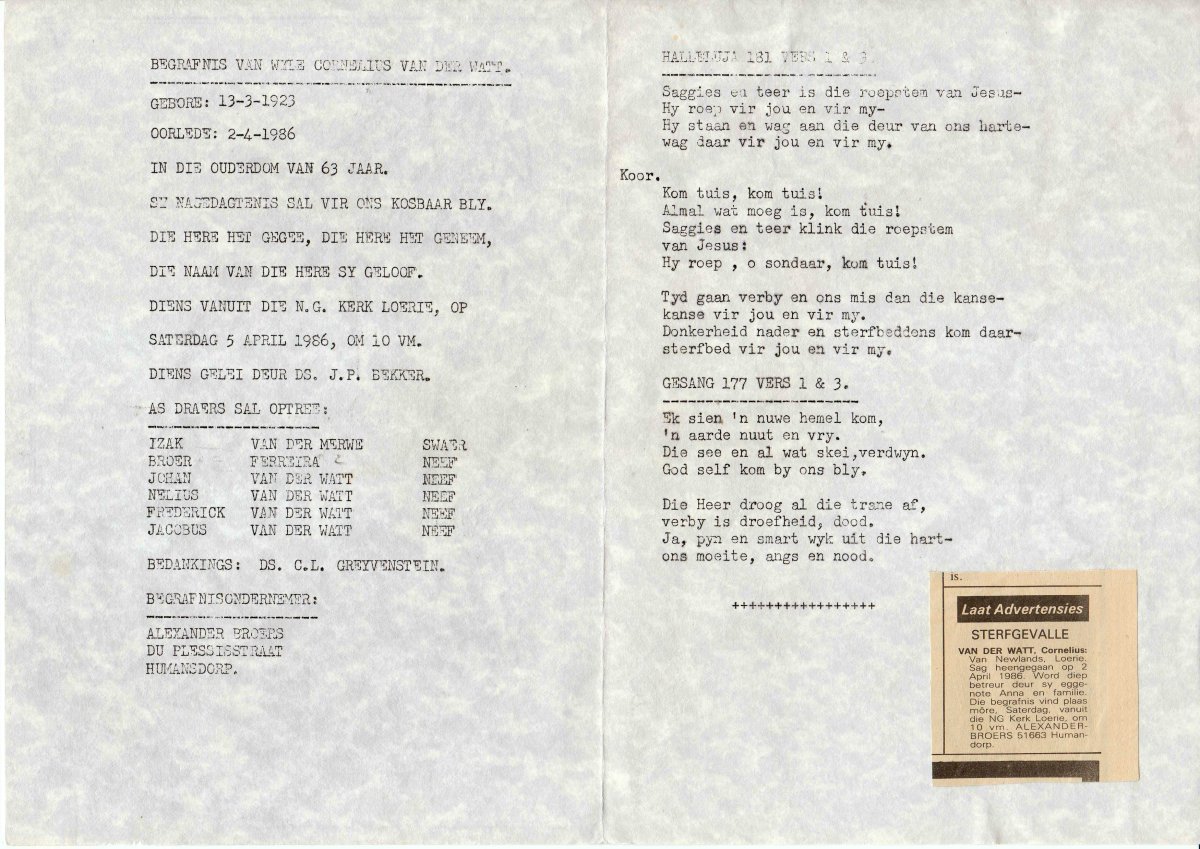 BEGRAFNIS VAN WYLE CORNELIUS VAN DER WATT.
GEBORE: 13-3-1923
OORLEDE: 2-4-1986
IN DIE OUDERDOM VAN 63 JAAR.
SY NAGEDAGTENIS SAL VIR ONS KOSBAAR BLY.
DIE HERE HET GEGEE, DIE HERE HET GENEEM,
DIE NAAM VAN DIE HERE SY GELOOF.
DIENS VANUIT DIE N.G. KERK LOERIE, OP
SATERDAG 5 APRIL 1986, OM 10 VM.
DIENS GELEI DEUR DS. J.P. BEKKER.
AS DRAERS SAL OPTREE:
IZAK VAN DER MERWE SWAER
BROER FERREIRA NEEF
JOHAN VAN DER WATT NEEF
NELIUS VAN DER WATT NEEF
FREDERICK VAN DER WATT NEEF
JACOBUS VAN DER WATT NEEF
BEDANKINGS: DS. C.L. GREYVENSTEIN.
BEGRAFNISONDERNEMER:
ALEXANDER BROERS
DU PLESSISSTRAAT
HUMANSDORP.
HALLELUJA 181 VERS 1 & 3.
Saggies en teer is die roepstem van Jesus-
Hy roep vir jou en vir my-
Hy staan en wag aan die deur van ons harte-
wag daar vir jou en vir my.
Koor.
Kom tuis, kom tuis!
Almal wat moeg is, kom tuis!
Saggies en teer klink die roepstem
van Jesus:
Hy roep , o sondaar, kom tuis!
Tyd gaan verby en ons mis dan die kanse-
kanse vir jou en vir my.
Donkerheid nader en sterfbeddens kom daar-
sterfbed vir jou en vir my.
GESANG 177 VERS 1 & 3.
Ek sien 'n nuwe hemel kom,
'n aarde nuut en vry.
Die see en al wat skei,verdwyn.
God self kom by ons bly.
Die Heer droog al die trane af,
verby is droefheid, dood.
Ja, pyn en smart wyk uit die hart-
ons moeite, angs en nood.
+++++++++++++++++
is.
Laat Advertensies
STERFGEVALLE
VAN DER WATT, Cornelius:
Van Newlands, Loerie.
Sag heengegaan op 2
April 1986. Word diep
betreur deur sy egge-
note Anna en familie.
Die begrafnis vind plaas
môre, Saterdag, vanuit
die NG Kerk Loerie, om
10 vm. ALEXANDER-
BROERS 51663 Human-
dorp.